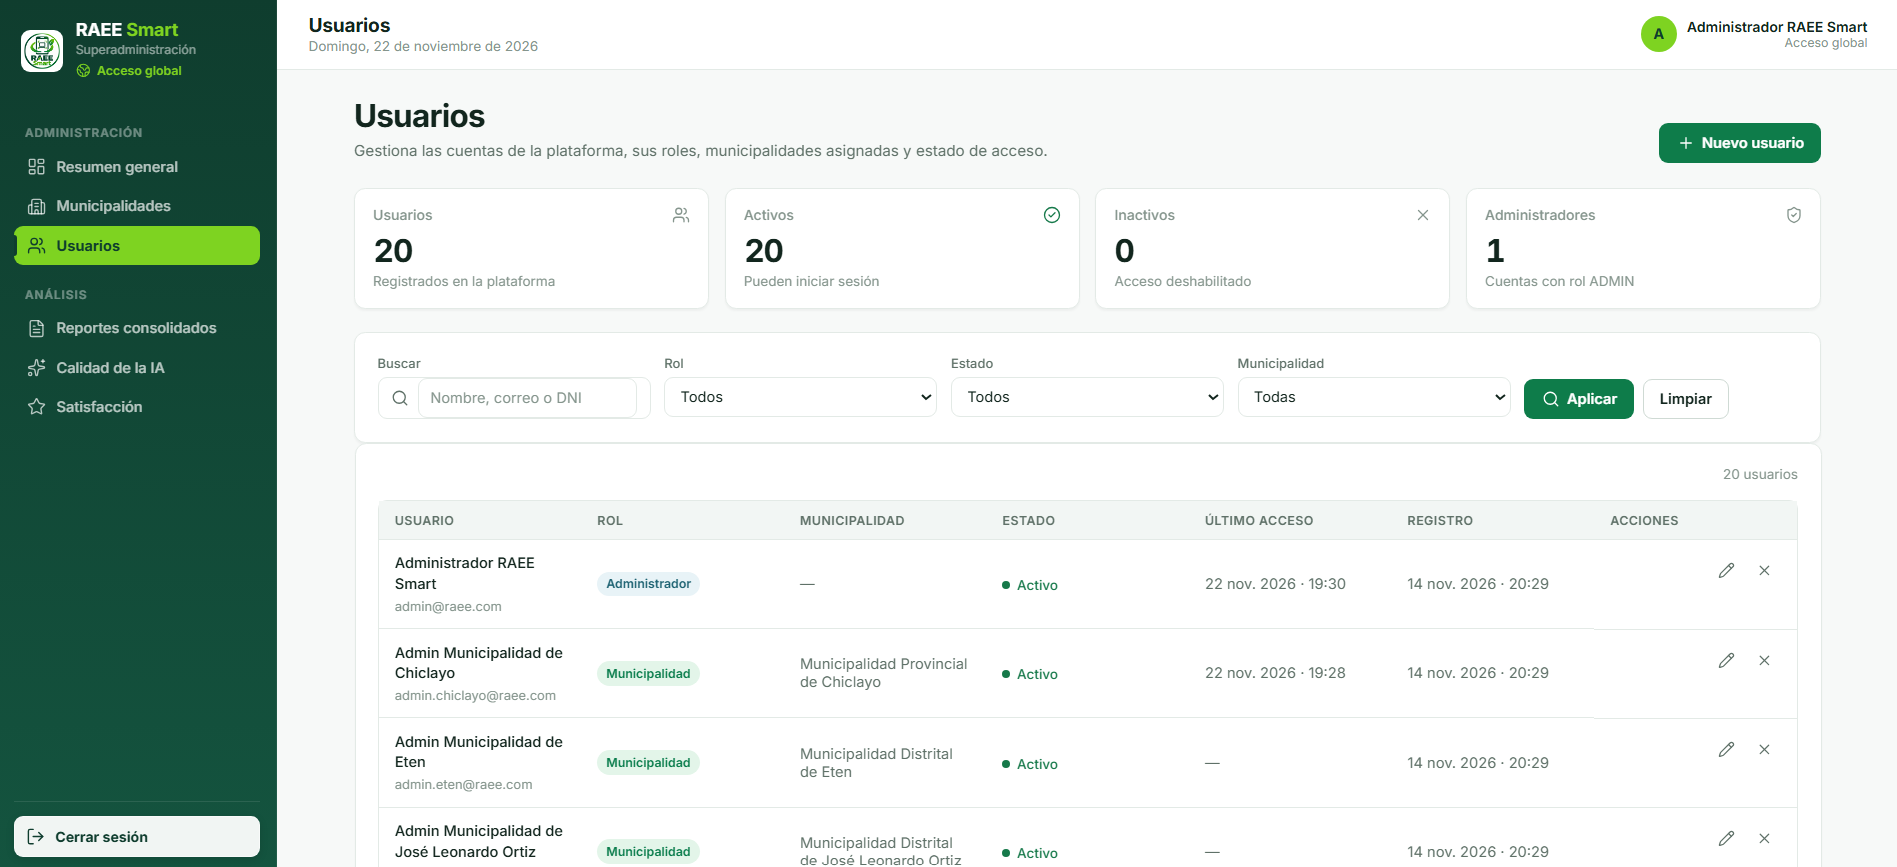 RAEE Smart
Superadministración
Acceso global
ADMINISTRACIÓN
Resumen general
Municipalidades
Usuarios
ANÁLISIS
Reportes consolidados
Calidad de la IA
Satisfacción
Cerrar sesión
Usuarios
Domingo, 22 de noviembre de 2026
A
Administrador RAEE Smart
Acceso global
Usuarios
Gestiona las cuentas de la plataforma, sus roles, municipalidades asignadas y estado de acceso.
+ Nuevo usuario
Usuarios
20
Registrados en la plataforma
Activos
20
Pueden iniciar sesión
Inactivos
0
Acceso deshabilitado
Administradores
1
Cuentas con rol ADMIN
Buscar
Nombre, correo o DNI
Rol
Todos
Estado
Todos
Municipalidad
Todas
Aplicar
Limpiar
20 usuarios
USUARIO ROL MUNICIPALIDAD ESTADO ÚLTIMO ACCESO REGISTRO ACCIONES
Administrador RAEE
Smart
admin@raee.com
Administrador
—
Activo
22 nov. 2026 · 19:30
14 nov. 2026 · 20:29
Admin Municipalidad de
Chiclayo
admin.chiclayo@raee.com
Municipalidad
Municipalidad Provincial
de Chiclayo
Activo
22 nov. 2026 · 19:28
14 nov. 2026 · 20:29
Admin Municipalidad de
Eten
admin.eten@raee.com
Municipalidad
Municipalidad Distrital
de Eten
Activo
—
14 nov. 2026 · 20:29
Admin Municipalidad de
José Leonardo Ortiz
Municipalidad
Municipalidad Distrital
de José Leonardo Ortiz
Activo
—
14 nov. 2026 · 20:29